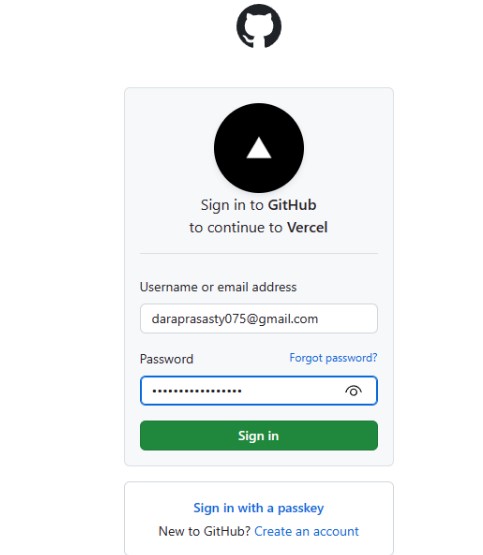 Sign in to GitHub
to continue to Vercel
Username or email address
daraprasasty075@gmail.com
Password Forgot password?
•••••••••••••••••
Sign in
Sign in with a passkey
New to GitHub? Create an account